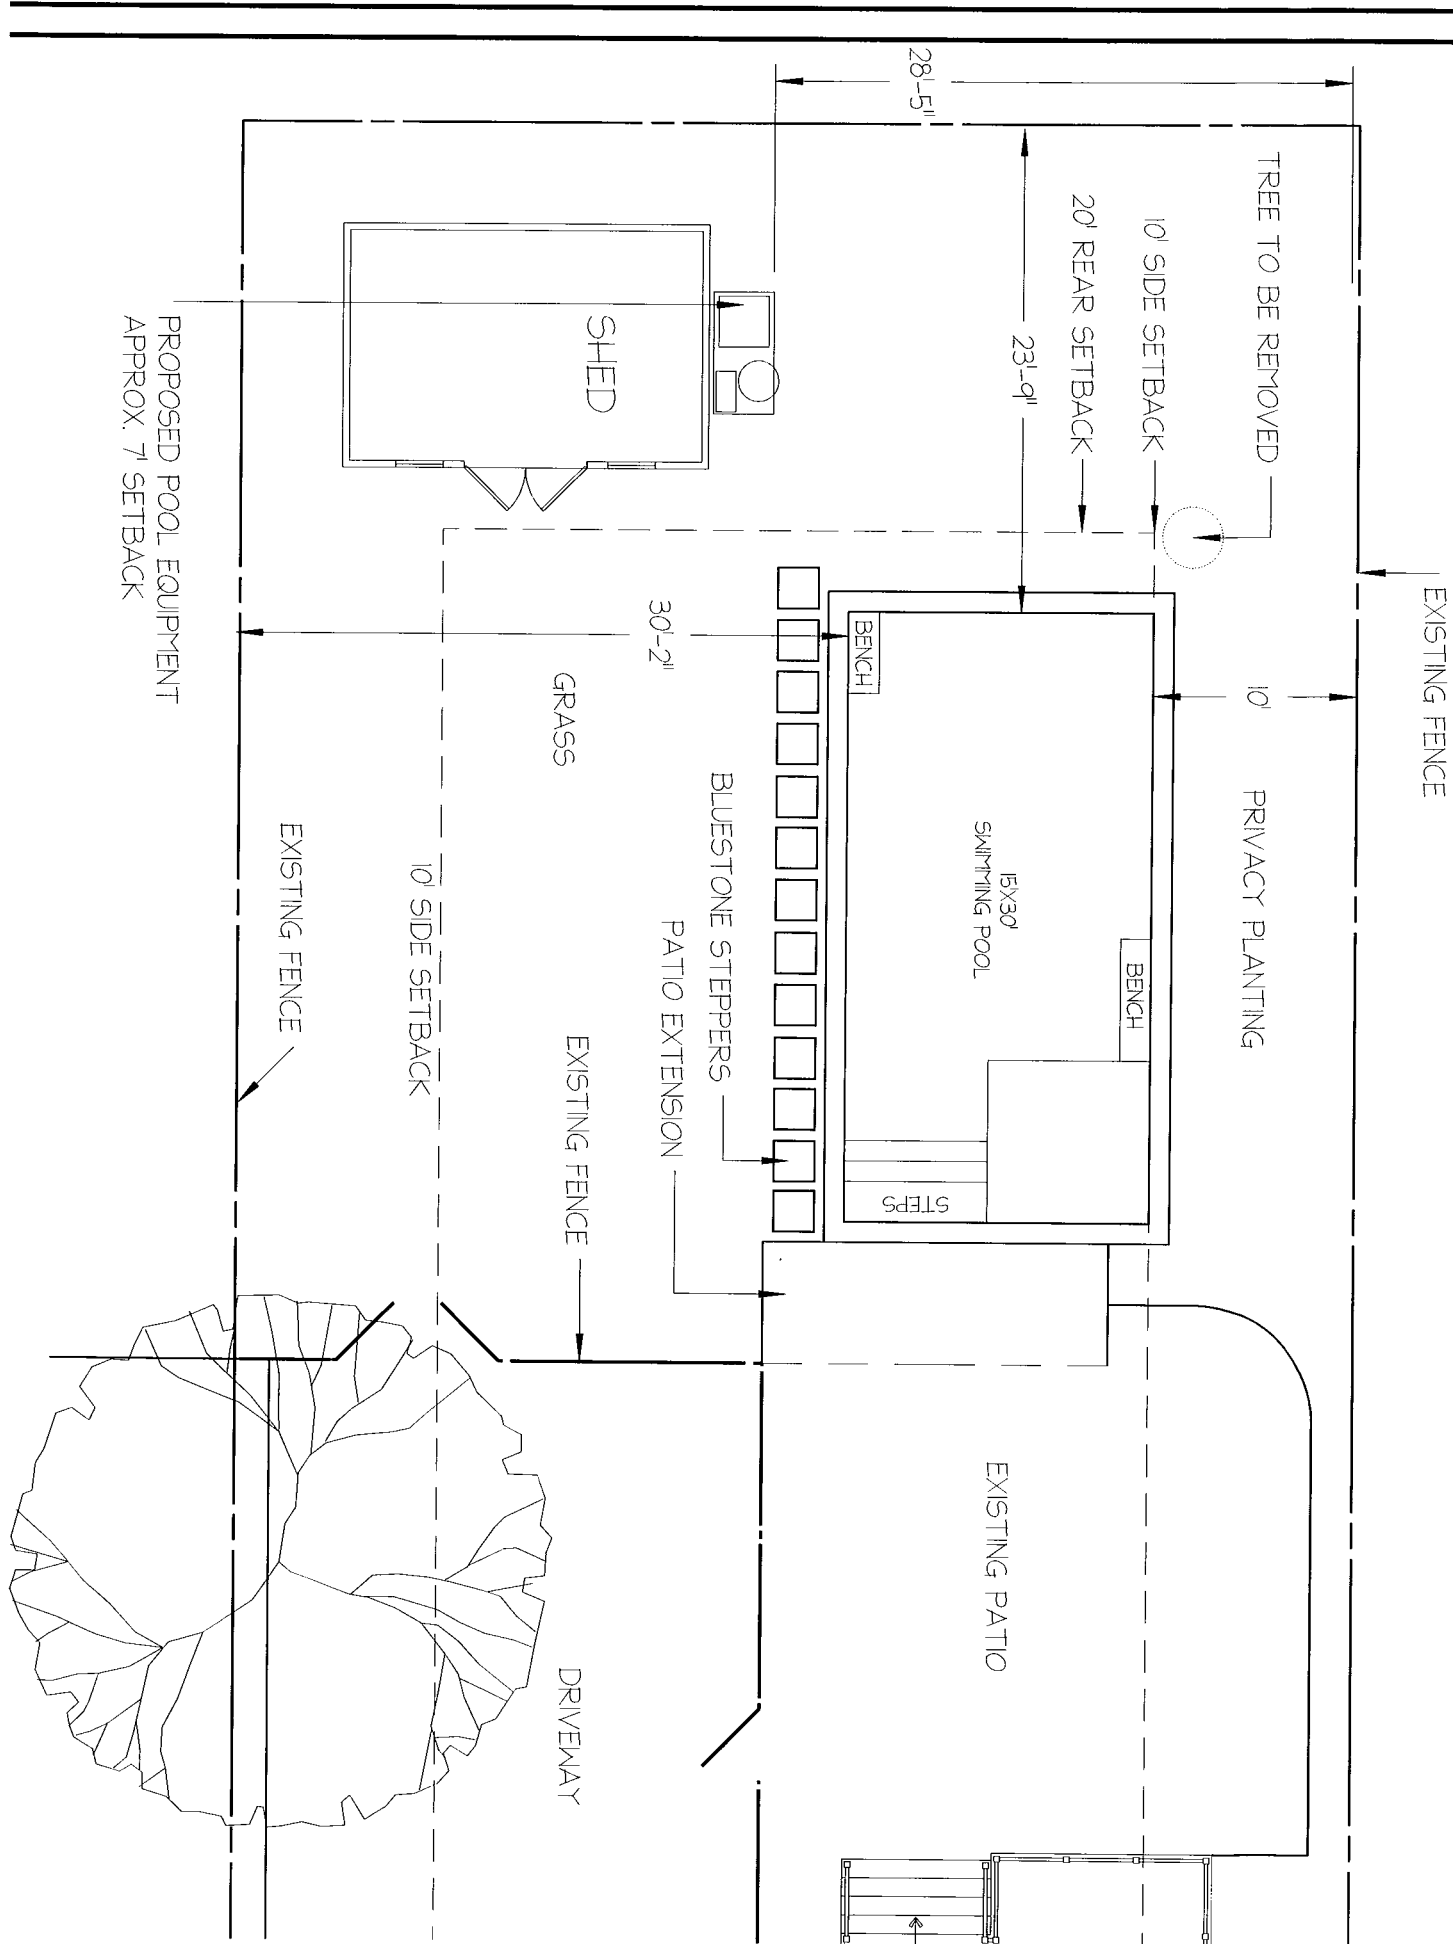 EXISTING FENCE
TREE TO BE REMOVED
10' SIDE SETBACK
20' REAR SETBACK
28'-5"
23'-9"
10'
PRIVACY PLANTING
15'X30'
SWIMMING POOL
BENCH
BENCH
STEPS
SHED
30'-2"
GRASS
BLUESTONE STEPPERS
PATIO EXTENSION
EXISTING FENCE
EXISTING PATIO
PROPOSED POOL EQUIPMENT
APPROX. 7' SETBACK
10' SIDE SETBACK
EXISTING FENCE
DRIVEWAY